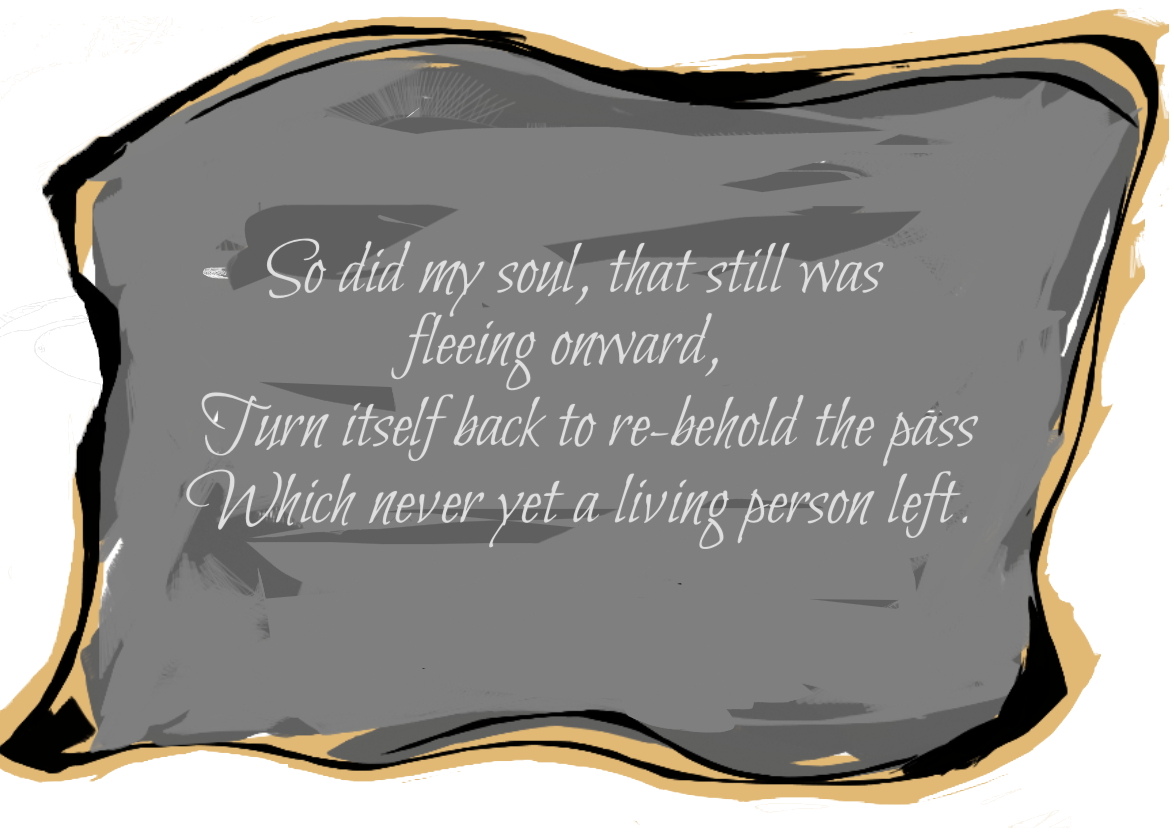 So did my soul, that still was
fleeing onward,
Turn itself back to re-behold the pass
Which never yet a living person left.